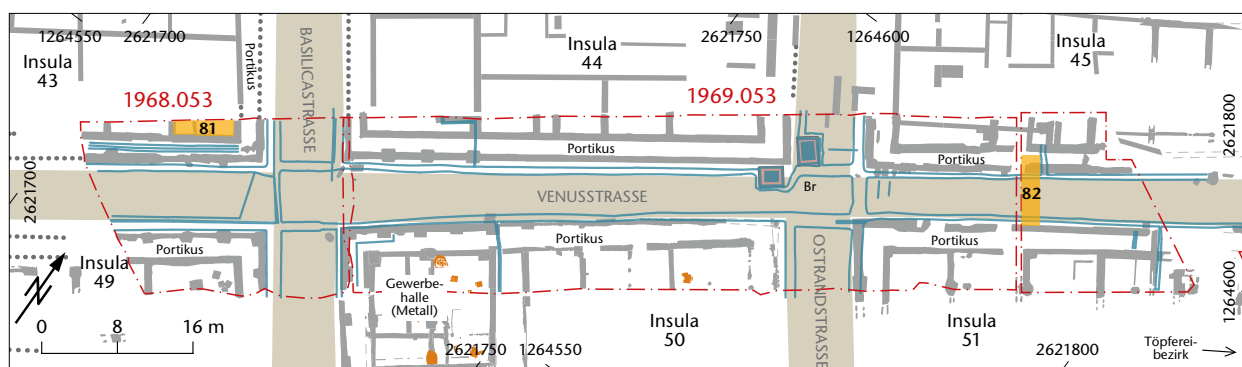 1264550
2621700
2621750
1264600
Insula
43
Portikus
BASILICASTRASSE
Insula
44
Insula
45
1968.053
1969.053
81
Portikus
Portikus
2621800
2621700
VENUSSTRASSE
Br
82
Portikus
Portikus
Portikus
OSTRANDSTRASSE
Insula
49
Gewerbe-
halle
(Metall)
1264600
0 8 16 m
Insula
50
Insula
51
2621750
1264550
2621800
Töpferei-
bezirk
N